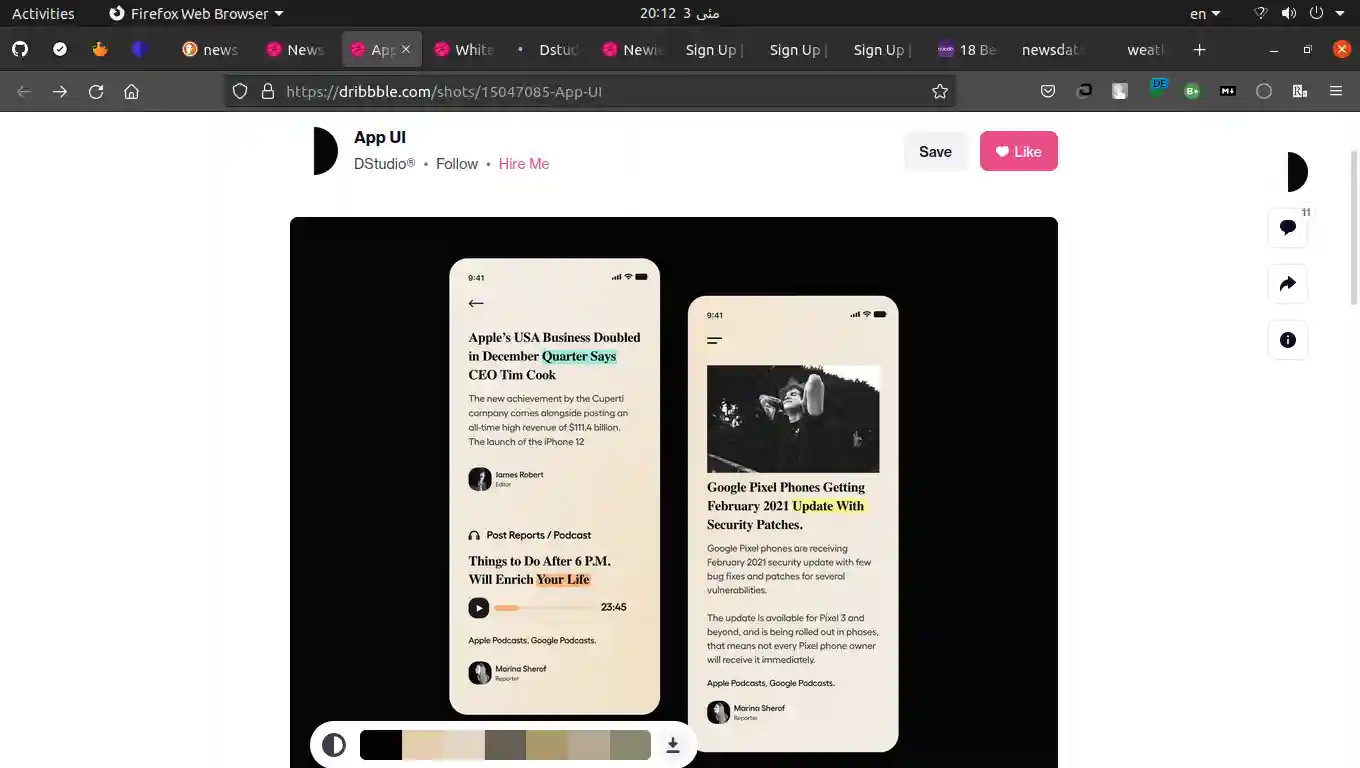 Activities
Firefox Web Browser
20:12 3 مئی
en
news
News
App
White
Dstud
Newie
Sign Up |
Sign Up |
Sign Up |
18 Be
newsdat
weatl
https://dribbble.com/shots/15047085-App-UI
DE
B+
M↓
App UI
DStudio® • Follow • Hire Me
Save
Like
11
9:41
Apple's USA Business Doubled
in December Quarter Says
CEO Tim Cook
The new achievement by the Cuperti
company comes alongside posting an
all-time high revenue of $111.4 billion.
The launch of the iPhone 12
James Robert
Editor
Post Reports / Podcast
Things to Do After 6 P.M.
Will Enrich Your Life
23:45
Apple Podcasts, Google Podcasts.
Marina Sherof
Reporter
9:41
Google Pixel Phones Getting
February 2021 Update With
Security Patches.
Google Pixel phones are receiving
February 2021 security update with few
bug fixes and patches for several
vulnerabilities.
The update is available for Pixel 3 and
beyond, and is being rolled out in phases,
that means not every Pixel phone owner
will receive it immediately.
Apple Podcasts, Google Podcasts.
Marina Sherof
Reporter